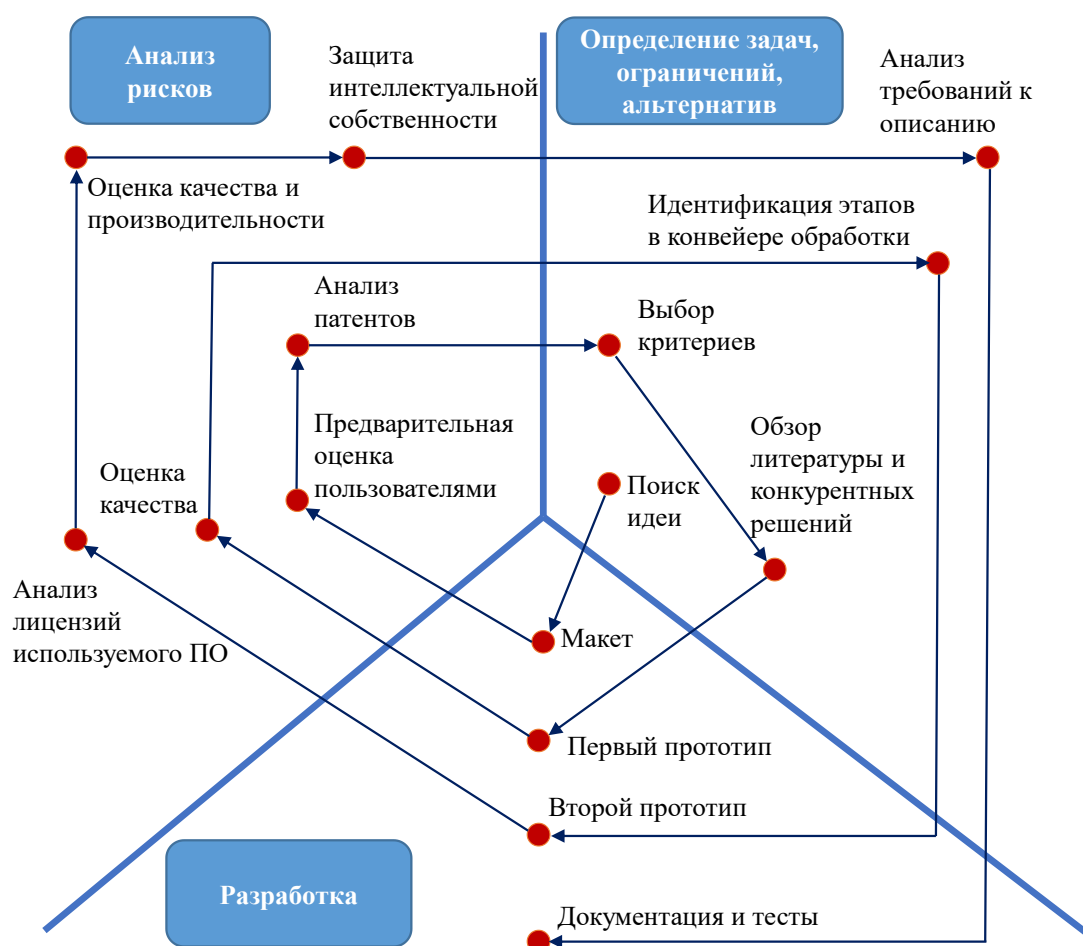 Анализ
рисков
Защита
интеллектуальной
собственности
Определение задач,
ограничений,
альтернатив
Анализ
требований к
описанию
Оценка качества и
производительности
Идентификация этапов
в конвейере обработки
Анализ
патентов
Выбор
критериев
Предварительная
оценка
пользователями
Обзор
литературы и
конкурентных
решений
Оценка
качества
Поиск
идеи
Анализ
лицензий
используемого ПО
Макет
Первый прототип
Второй прототип
Разработка
Документация и тесты